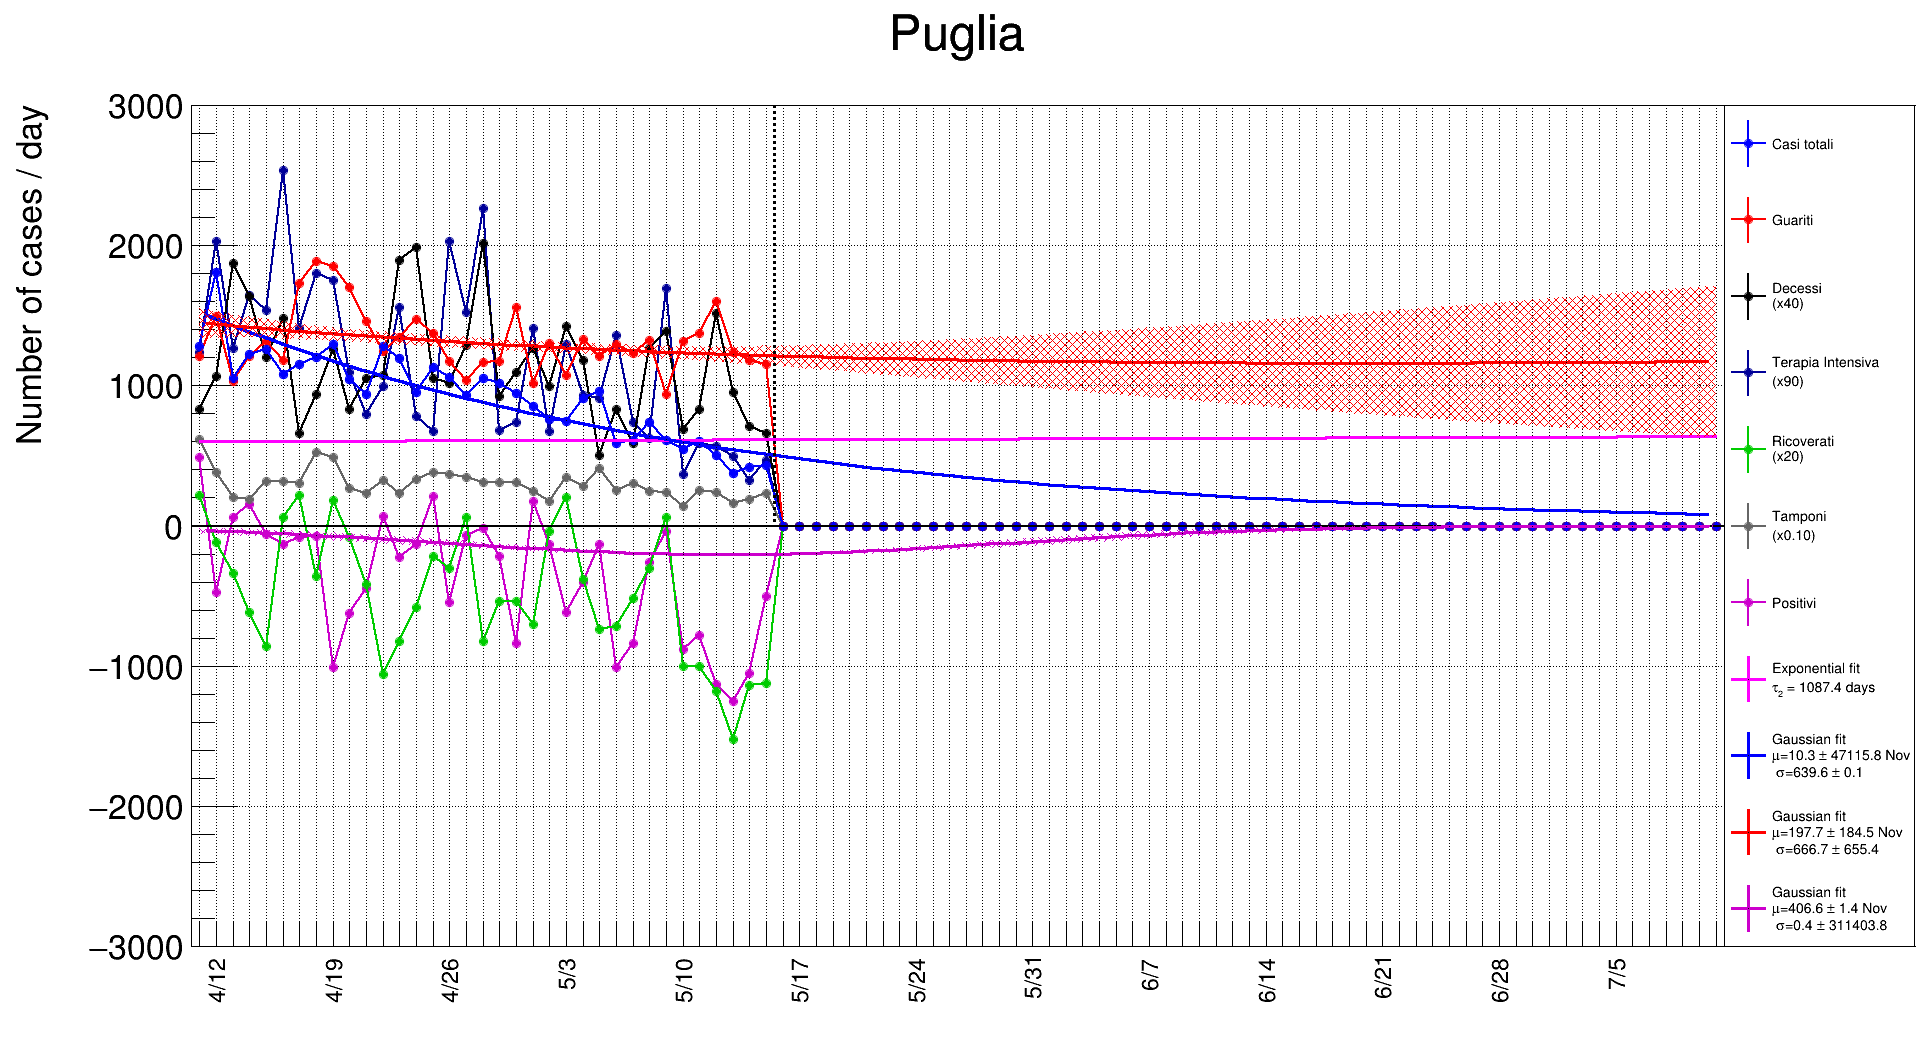 Puglia
Number of cases / day
3000
2000
1000
0
−1000
−2000
−3000
4/12
4/19
4/26
5/3
5/10
5/17
5/24
5/31
6/7
6/14
6/21
6/28
7/5
Casi totali
Guariti
Decessi
(x40)
Terapia Intensiva
(x90)
Ricoverati
(x20)
Tamponi
(x0.10)
Positivi
Exponential fit
τ2 = 1087.4 days
Gaussian fit
μ=10.3 ± 47115.8 Nov
σ=639.6 ± 0.1
Gaussian fit
μ=197.7 ± 184.5 Nov
σ=666.7 ± 655.4
Gaussian fit
μ=406.6 ± 1.4 Nov
σ=0.4 ± 311403.8